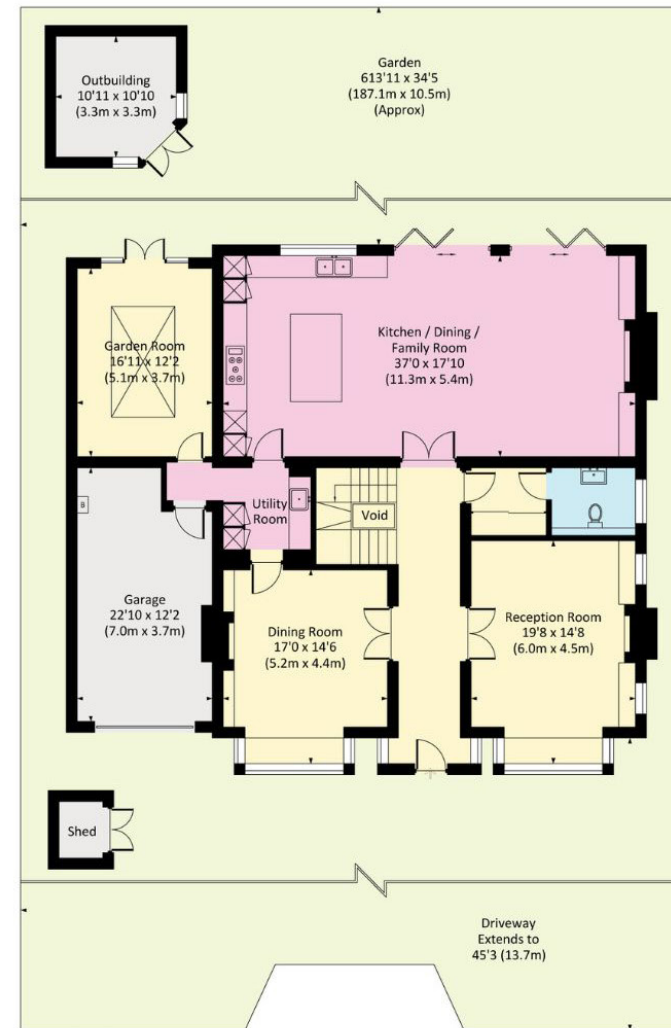 Garden
613'11 x 34'5
(187.1m x 10.5m)
(Approx)
Outbuilding
10'11 x 10'10
(3.3m x 3.3m)
Garden Room
16'11 x 12'2
(5.1m x 3.7m)
Kitchen / Dining /
Family Room
37'0 x 17'10
(11.3m x 5.4m)
Utility
Room
Void
Garage
22'10 x 12'2
(7.0m x 3.7m)
Dining Room
17'0 x 14'6
(5.2m x 4.4m)
Reception Room
19'8 x 14'8
(6.0m x 4.5m)
Shed
Driveway
Extends to
45'3 (13.7m)